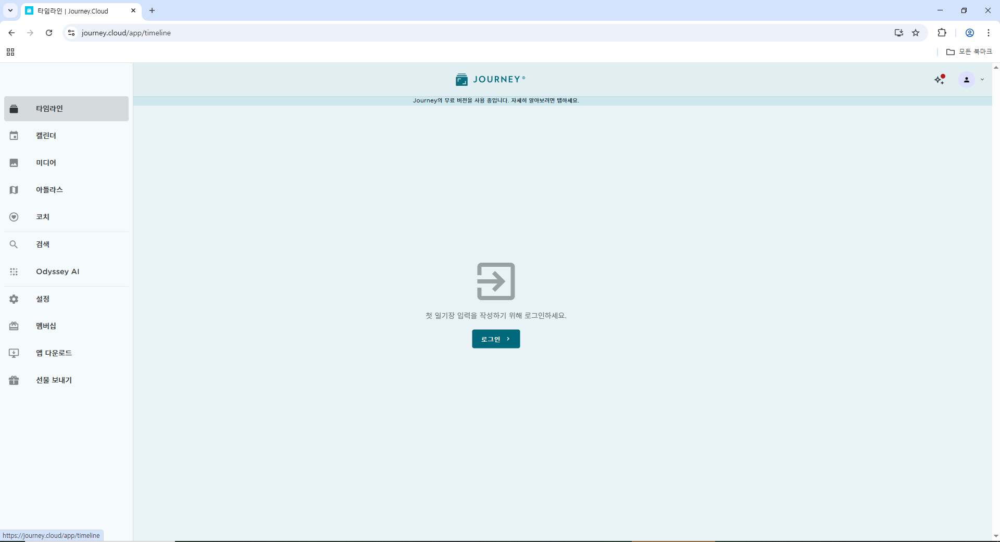 타임라인 | Journey.Cloud
journey.cloud/app/timeline
모든 북마크
JOURNEY®
Journey의 무료 버전을 사용 중입니다. 자세히 알아보려면 탭하세요.
타임라인
캘린더
미디어
아틀라스
코치
검색
Odyssey AI
설정
멤버십
앱 다운로드
선물 보내기
첫 일기장 입력을 작성하기 위해 로그인하세요.
로그인
https://journey.cloud/app/timeline